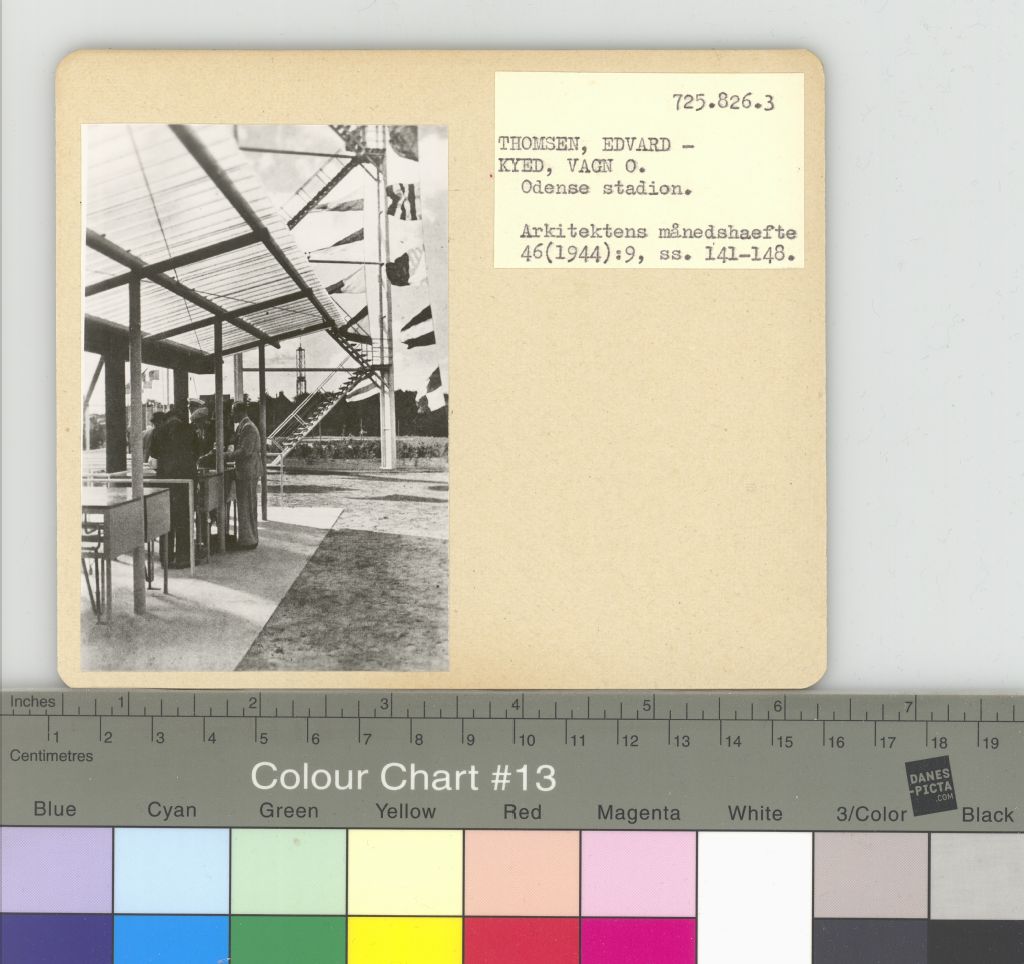 725.826.3
THOMSEN, EDVARD -
KYED, VAGN O.
Odense stadion.
Arkitektens månedshaefte
46(1944):9, ss. 141-148.
Inches 1 2 3 4 5 6 7
1 2 3 4 5 6 7 8 9 10 11 12 13 14 15 16 17 18 19
Centimetres
Colour Chart #13
DANES
-PICTA
.COM
Blue Cyan Green Yellow Red Magenta White 3/Color Black